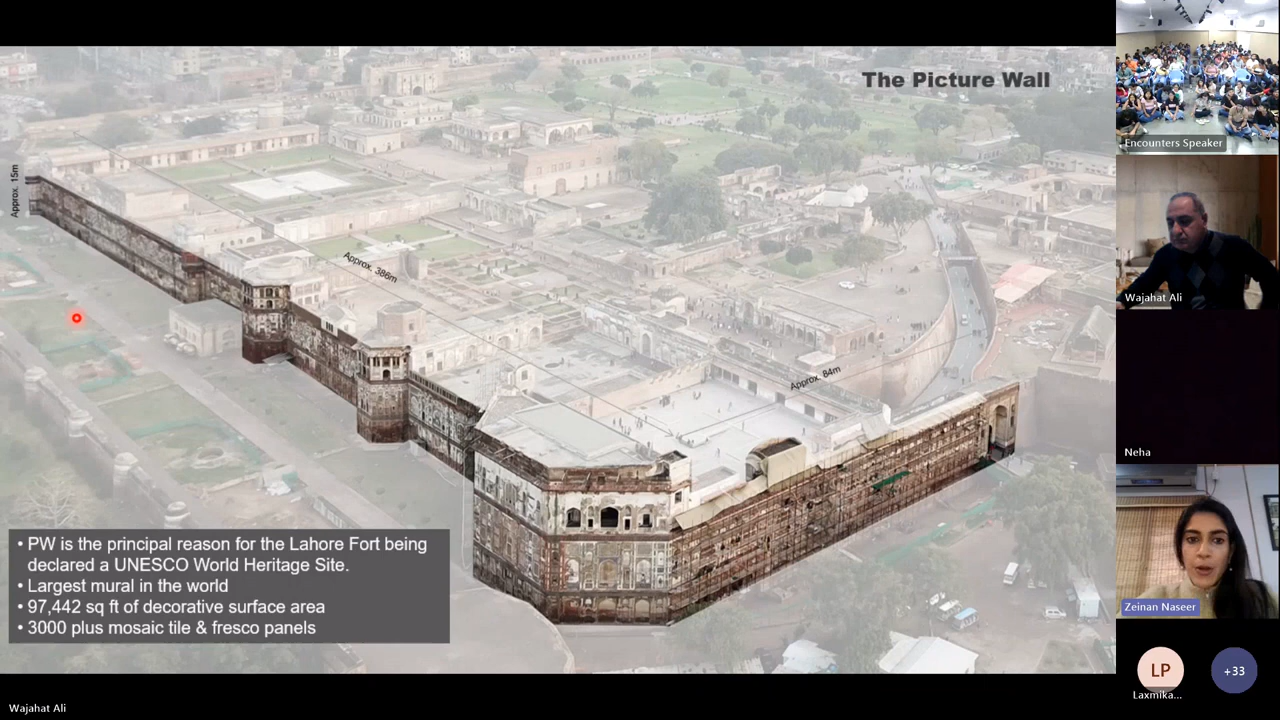 The Picture Wall
Approx. 15m
Approx. 386m
Approx. 84m
• PW is the principal reason for the Lahore Fort being
declared a UNESCO World Heritage Site.
• Largest mural in the world
• 97,442 sq ft of decorative surface area
• 3000 plus mosaic tile & fresco panels
Wajahat Ali
Encounters Speaker
Wajahat Ali
Neha
Zeinan Naseer
LP
Laxmika...
+33